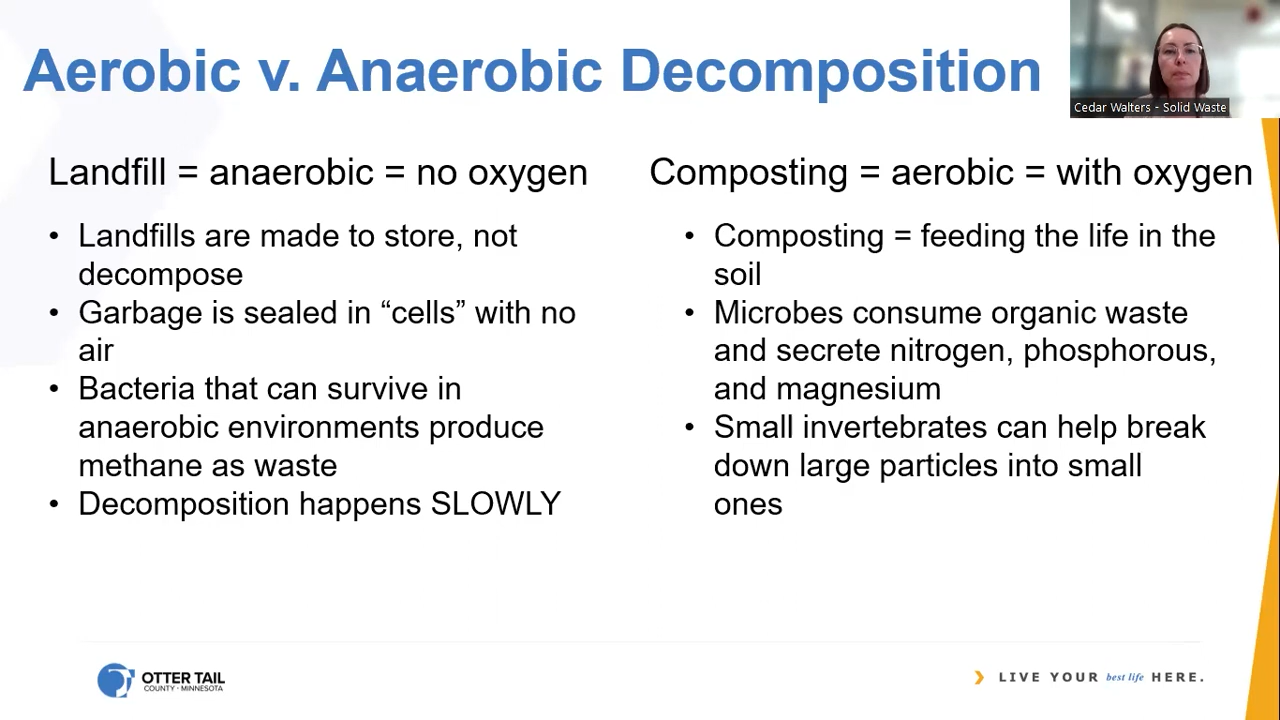 Aerobic v. Anaerobic Decomposition
Cedar Walters - Solid Waste
Landfill = anaerobic = no oxygen
• Landfills are made to store, not
decompose
• Garbage is sealed in “cells” with no
air
• Bacteria that can survive in
anaerobic environments produce
methane as waste
• Decomposition happens SLOWLY
Composting = aerobic = with oxygen
• Composting = feeding the life in the
soil
• Microbes consume organic waste
and secrete nitrogen, phosphorous,
and magnesium
• Small invertebrates can help break
down large particles into small
ones
OTTER TAIL
COUNTY · MINNESOTA
LIVE YOUR best life HERE.